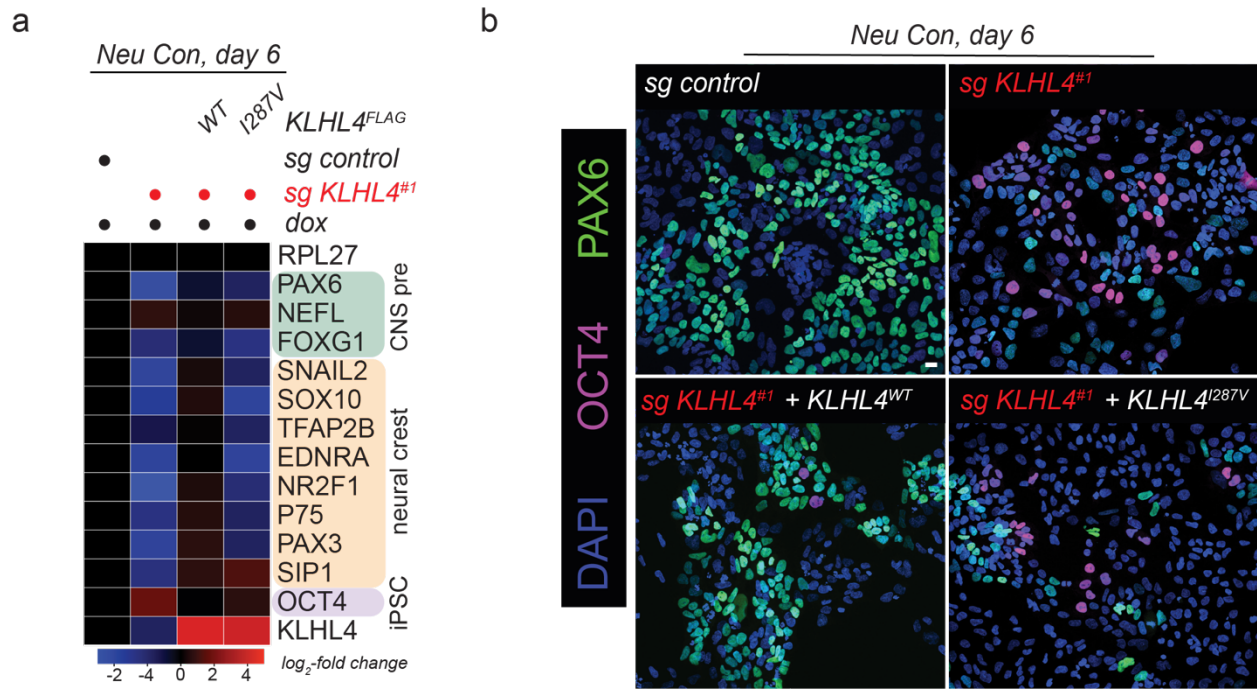 a
Neu Con, day 6
WT
I287V
KLHL4FLAG
sg control
sg KLHL4#1
dox
RPL27
PAX6
NEFL
FOXG1
CNS pre
SNAIL2
SOX10
TFAP2B
EDNRA
NR2F1
P75
PAX3
SIP1
neural crest
OCT4
iPSC
KLHL4
log2-fold change
-2 -4 0 2 4
b
Neu Con, day 6
DAPI OCT4 PAX6
sg control
sg KLHL4#1
sg KLHL4#1 + KLHL4WT
sg KLHL4#1 + KLHL4I287V